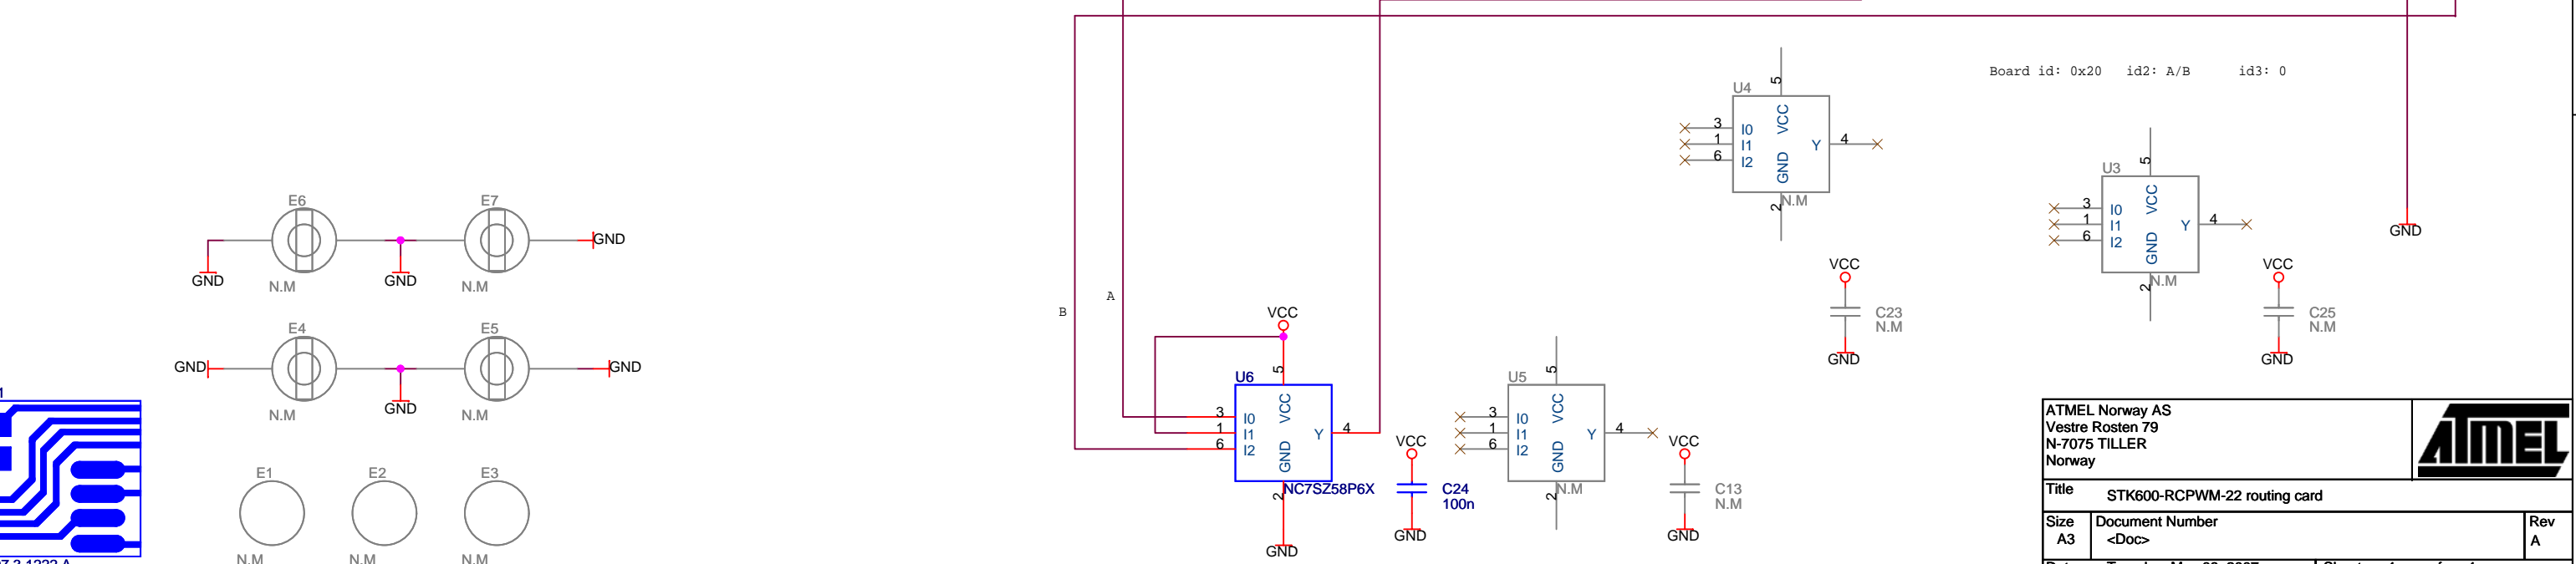 Board id: 0x20 id2: A/B id3: 0
U4
5
VCC
3 I0
1 I1
6 I2
Y 4
GND
2
N.M
U3
5
VCC
3 I0
1 I1
6 I2
Y 4
GND
2
N.M
GND
E6
E7
GND
GND
GND
N.M
N.M
E4
E5
GND
GND
GND
N.M
N.M
E1
E2
E3
N.M
N.M
N.M
B
A
VCC
U6
5
VCC
3 I0
1 I1
6 I2
Y 4
GND
2
NC7SZ58P6X
GND
VCC
C24
100n
GND
U5
5
VCC
3 I0
1 I1
6 I2
Y 4
GND
2
N.M
VCC
C13
N.M
GND
VCC
C23
N.M
GND
VCC
C25
N.M
GND
ATMEL Norway AS
Vestre Rosten 79
N-7075 TILLER
Norway
ATMEL
Title
STK600-RCPWM-22 routing card
Size
A3
Document Number
<Doc>
Rev
A